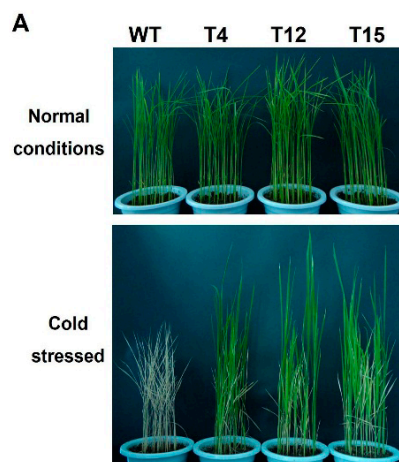 A
WT T4 T12 T15
Normal
conditions
Cold
stressed